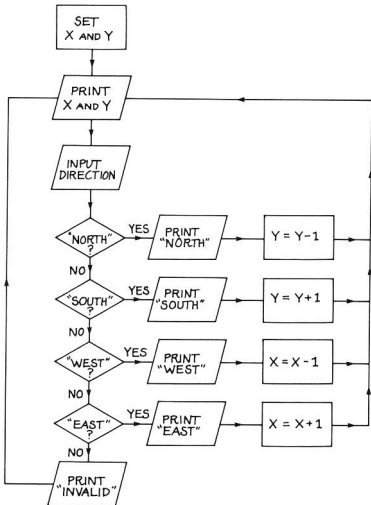 SET
X AND Y
PRINT
X AND Y
INPUT
DIRECTION
"NORTH"
?
YES
PRINT
"NORTH"
Y = Y-1
NO
"SOUTH"
?
YES
PRINT
"SOUTH"
Y = Y+1
NO
"WEST"
?
YES
PRINT
"WEST"
X = X-1
NO
"EAST"
?
YES
PRINT
"EAST"
X = X+1
NO
"PRINT
"INVALID"